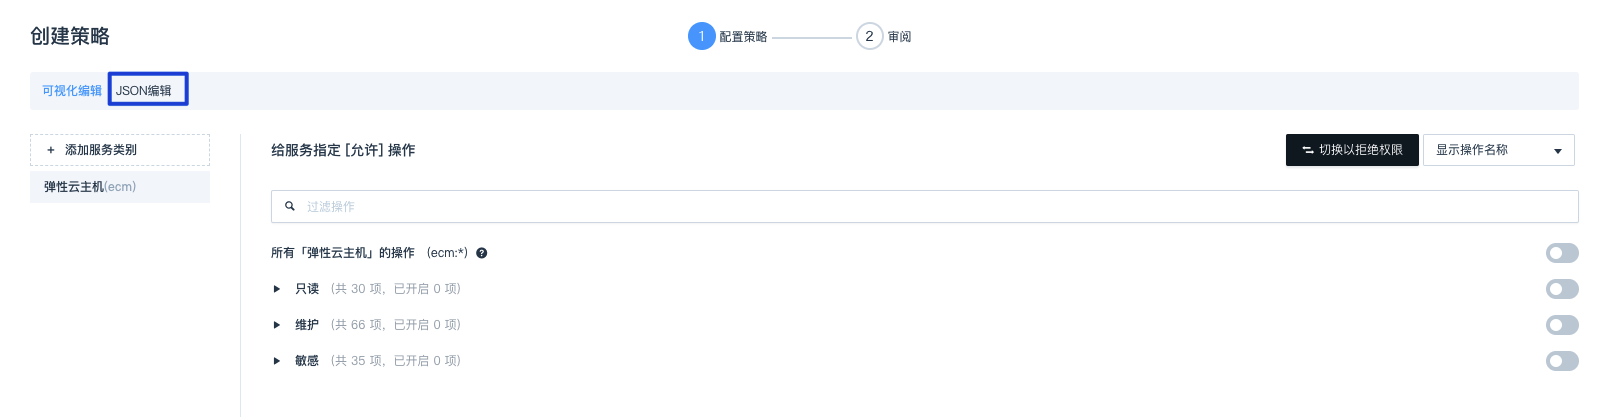 创建策略
1 配置策略 2 审阅
可视化编辑 JSON编辑
+ 添加服务类别
弹性云主机(ecm)
给服务指定 [允许] 操作
切换以拒绝权限 显示操作名称
过滤操作
所有「弹性云主机」的操作 (ecm:*) ?
只读 (共 30 项, 已开启 0 项)
维护 (共 66 项, 已开启 0 项)
敏感 (共 35 项, 已开启 0 项)